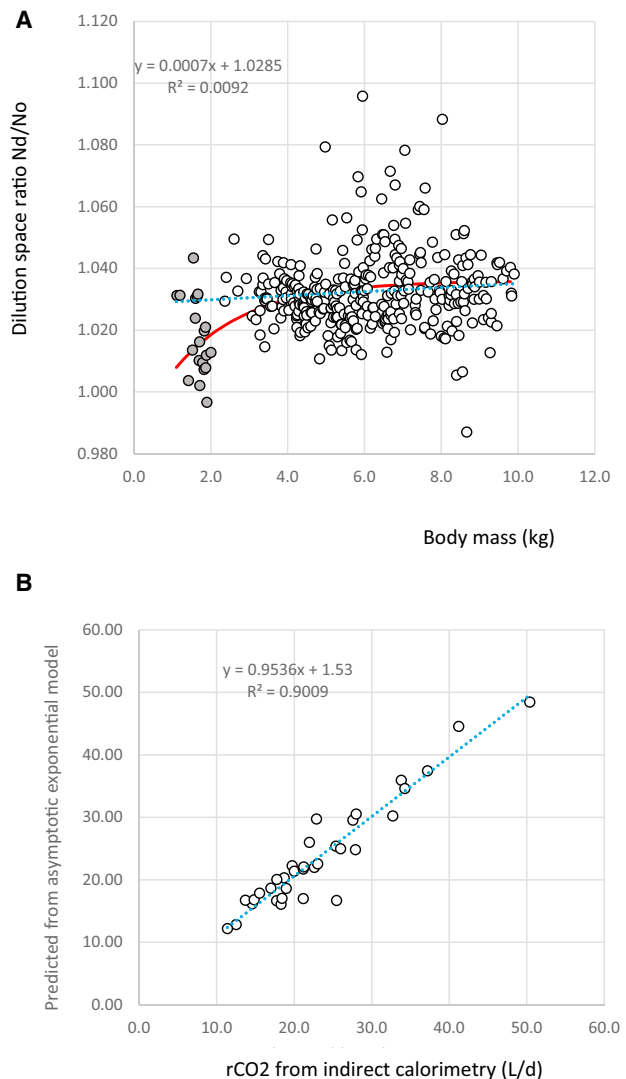 A
1.120
1.100
y = 0.0007x + 1.0285
R² = 0.0092
1.080
1.060
1.040
1.020
1.000
0.980
Dilution space ratio Nd/No
0.0 2.0 4.0 6.0 8.0 10.0 12.0
Body mass (kg)
B
60.00
y = 0.9536x + 1.53
R² = 0.9009
50.00
40.00
30.00
20.00
10.00
0.00
Predicted from asymptotic exponential model
0.0 10.0 20.0 30.0 40.0 50.0 60.0
rCO2 from indirect calorimetry (L/d)